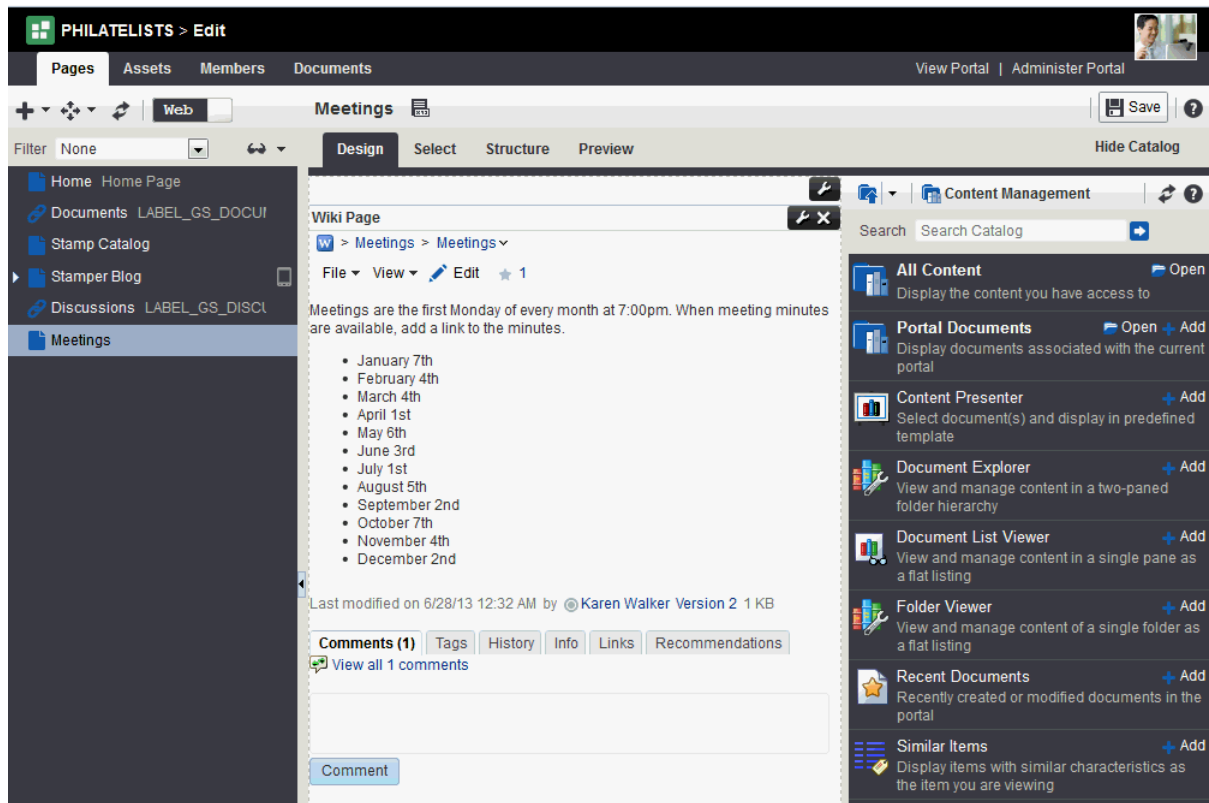 PHILATELISTS > Edit
Pages Assets Members Documents
View Portal | Administer Portal
Web
Meetings
Save
Filter None
Design Select Structure Preview
Hide Catalog
Home Home Page
Documents LABEL_GS_DOCU
Stamp Catalog
Stamper Blog
Discussions LABEL_GS_DISC
Meetings
Wiki Page
W > Meetings > Meetings
File View Edit 1
Meetings are the first Monday of every month at 7:00pm. When meeting minutes
are available, add a link to the minutes.
• January 7th
• February 4th
• March 4th
• April 1st
• May 6th
• June 3rd
• July 1st
• August 5th
• September 2nd
• October 7th
• November 4th
• December 2nd
Last modified on 6/28/13 12:32 AM by Karen Walker Version 2 1 KB
Comments (1) Tags History Info Links Recommendations
View all 1 comments
Comment
Content Management
Search Search Catalog
All Content Open
Display the content you have access to
Portal Documents Open Add
Display documents associated with the current
portal
Content Presenter Add
Select document(s) and display in predefined
template
Document Explorer Add
View and manage content in a two-paned
folder hierarchy
Document List Viewer Add
View and manage content in a single pane as
a flat listing
Folder Viewer Add
View and manage content of a single folder as
a flat listing
Recent Documents Add
Recently created or modified documents in the
portal
Similar Items Add
Display items with similar characteristics as
the item you are viewing